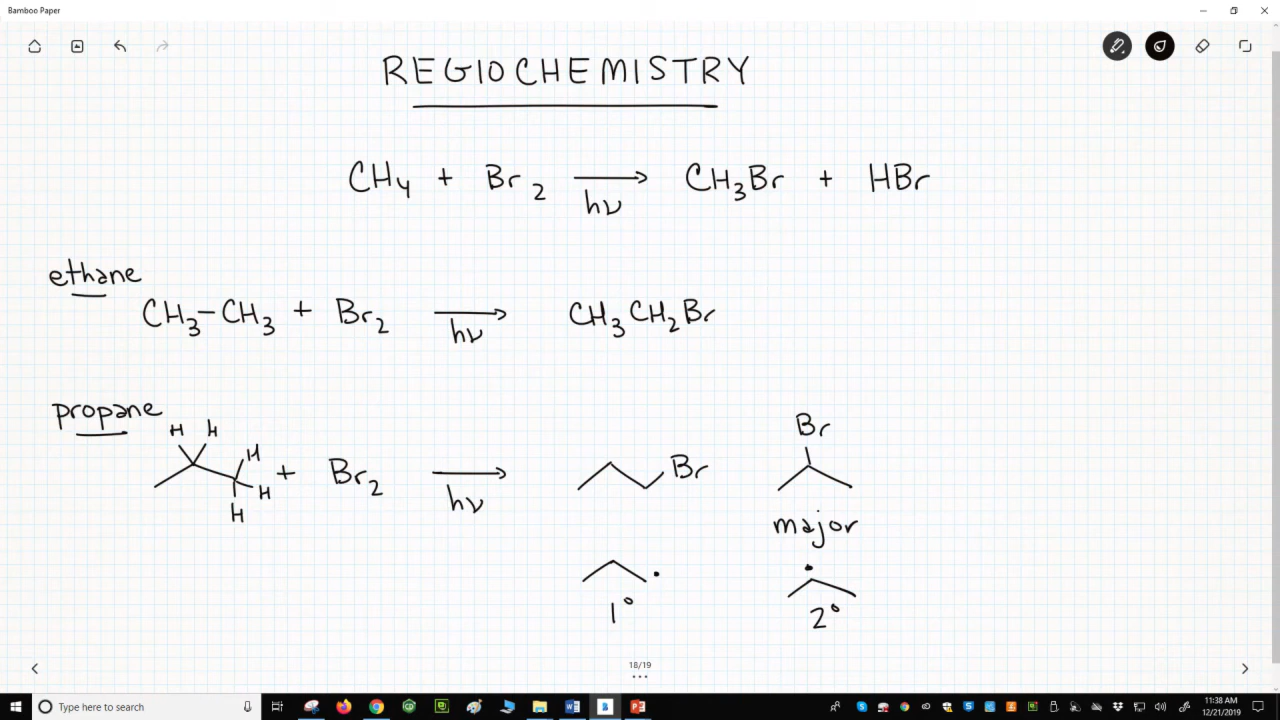 Bamboo Paper
REGIOCHEMISTRY
CH4 + Br2 → CH3Br + HBr
hν
ethane
CH3-CH3 + Br2 → CH3CH2Br
hν
propane
H H
H
H
H
+ Br2 →
hν
Br
Br
major
1°
2°
18/19
Type here to search
11:38 AM
12/21/2019